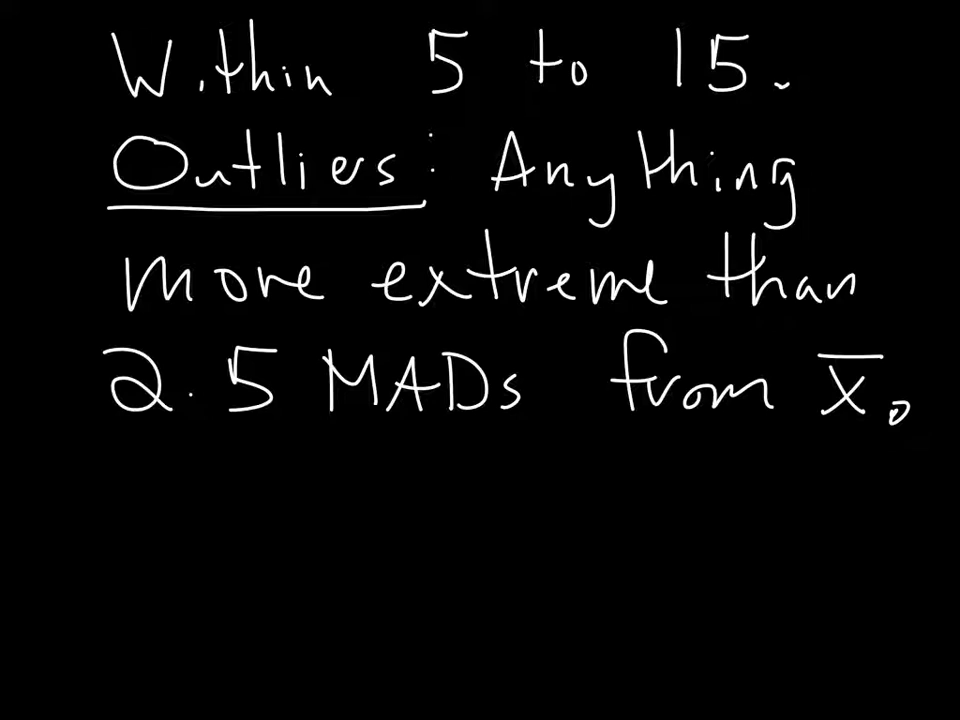 Within 5 to 15.
Outliers: Anything
more extreme than
2.5 MADs from x̅.